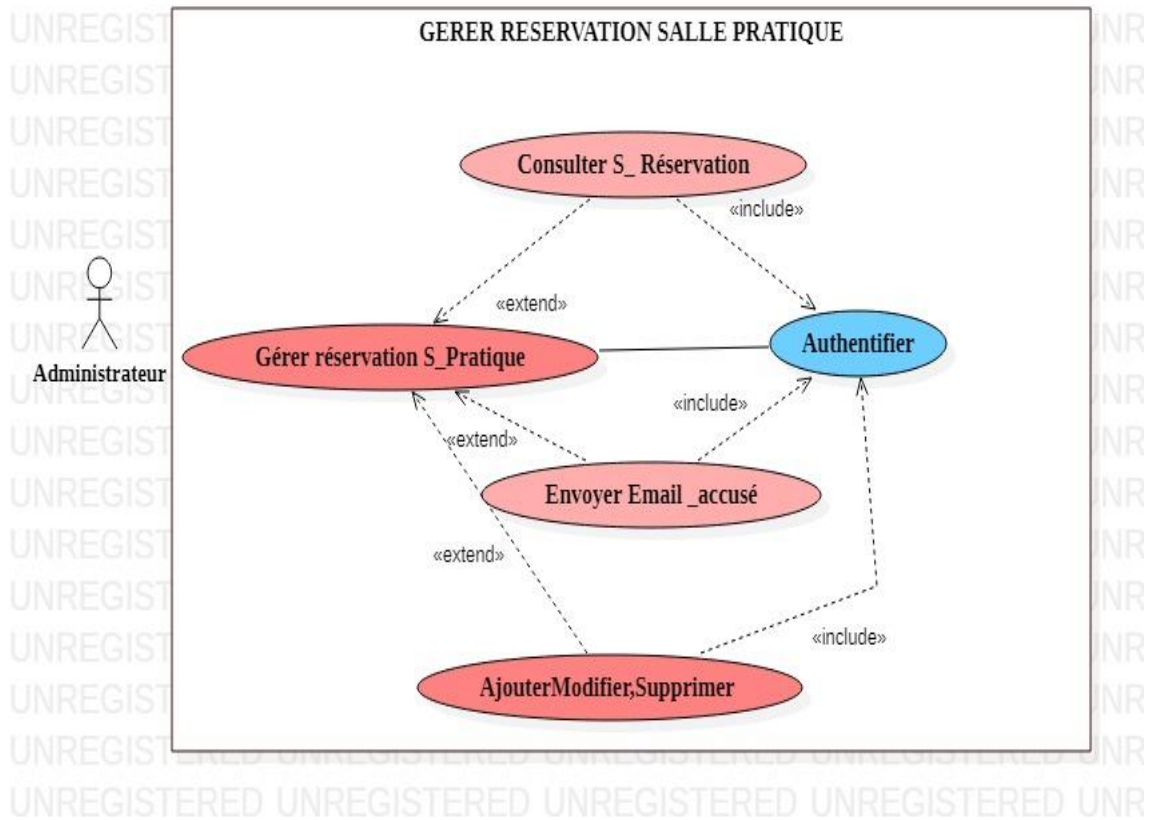 GERER RESERVATION SALLE PRATIQUE
Consulter S_ Réservation
«include»
«extend»
Authentifier
Gérer réservation S_Pratique
Administrateur
«include»
«extend»
Envoyer Email _accusé
«extend»
«include»
AjouterModifier,Supprimer
UNREGISTERED UNREGISTERED UNREGISTERED UNREGISTERED UNR